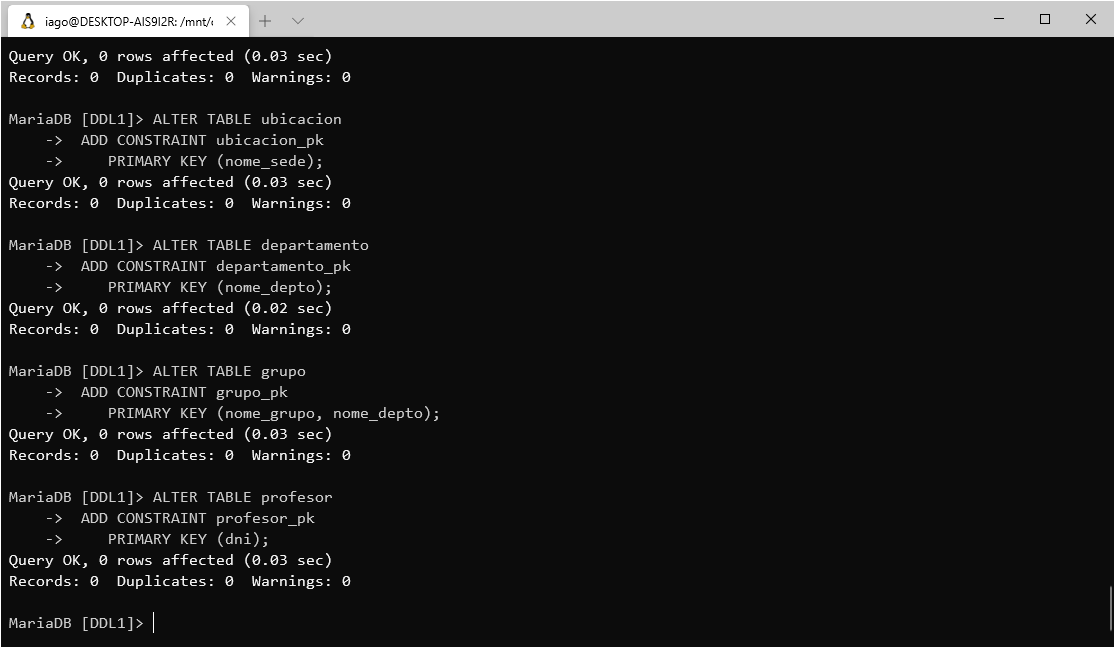 iago@DESKTOP-AIS9I2R: /mnt/
Query OK, 0 rows affected (0.03 sec)
Records: 0  Duplicates: 0  Warnings: 0
MariaDB [DDL1]> ALTER TABLE ubicacion
    ->  ADD CONSTRAINT ubicacion_pk
    ->     PRIMARY KEY (nome_sede);
Query OK, 0 rows affected (0.03 sec)
Records: 0  Duplicates: 0  Warnings: 0
MariaDB [DDL1]> ALTER TABLE departamento
    ->  ADD CONSTRAINT departamento_pk
    ->     PRIMARY KEY (nome_depto);
Query OK, 0 rows affected (0.02 sec)
Records: 0  Duplicates: 0  Warnings: 0
MariaDB [DDL1]> ALTER TABLE grupo
    ->  ADD CONSTRAINT grupo_pk
    ->     PRIMARY KEY (nome_grupo, nome_depto);
Query OK, 0 rows affected (0.03 sec)
Records: 0  Duplicates: 0  Warnings: 0
MariaDB [DDL1]> ALTER TABLE profesor
    ->  ADD CONSTRAINT profesor_pk
    ->     PRIMARY KEY (dni);
Query OK, 0 rows affected (0.03 sec)
Records: 0  Duplicates: 0  Warnings: 0
MariaDB [DDL1]>